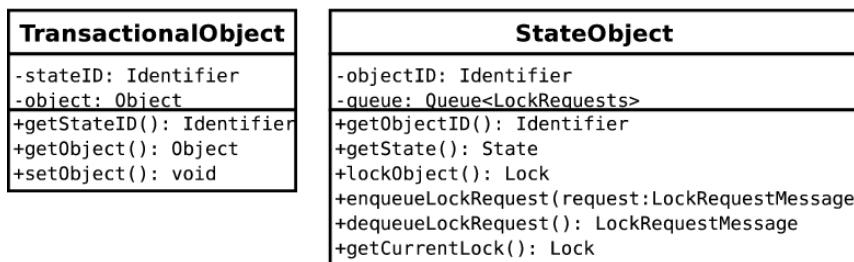 TransactionalObject
-stateID: Identifier
-object: Object
+getStateID(): Identifier
+getObject(): Object
+setObject(): void
StateObject
-objectID: Identifier
-queue: Queue<LockRequests>
+getObjectID(): Identifier
+getState(): State
+lockObject(): Lock
+enqueueLockRequest(request:LockRequestMessage
+dequeueLockRequest(): LockRequestMessage
+getCurrentLock(): Lock